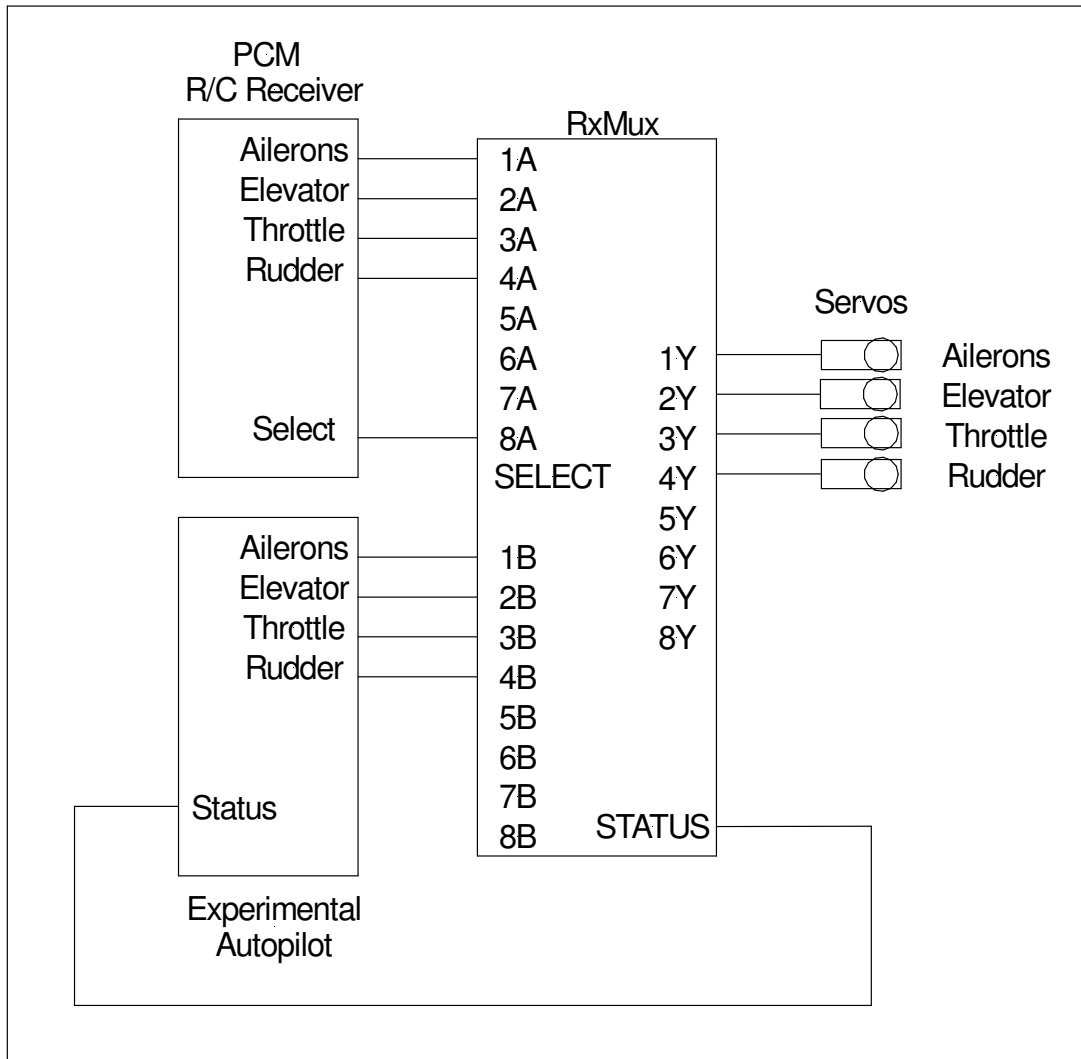 PCM
R/C Receiver
Ailerons
Elevator
Throttle
Rudder
Select
RxMux
1A
2A
3A
4A
5A
6A
7A
8A
SELECT
1B
2B
3B
4B
5B
6B
7B
8B
1Y
2Y
3Y
4Y
5Y
6Y
7Y
8Y
STATUS
Servos
Ailerons
Elevator
Throttle
Rudder
Ailerons
Elevator
Throttle
Rudder
Status
Experimental
Autopilot